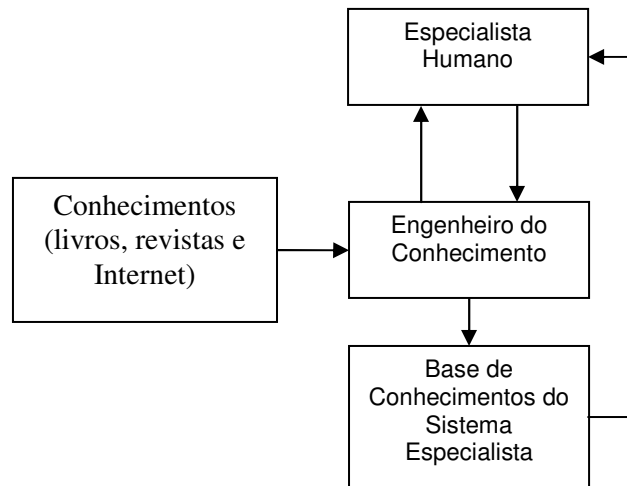 Especialista
Humano
Conhecimentos
(livros, revistas e
Internet)
Engenheiro do
Conhecimento
Base de
Conhecimentos do
Sistema
Especialista